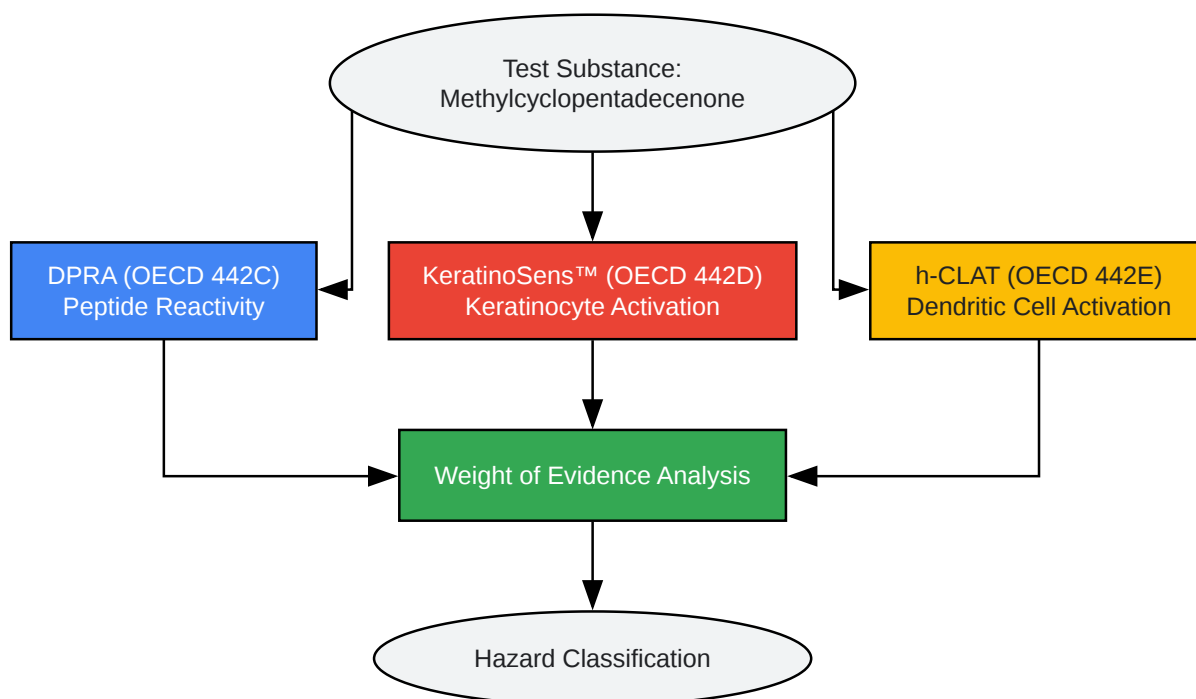 Test Substance:
Methylcyclopentadecenone
DPRA (OECD 442C)
Peptide Reactivity
KeratinoSens™ (OECD 442D)
Keratinocyte Activation
h-CLAT (OECD 442E)
Dendritic Cell Activation
Weight of Evidence Analysis
Hazard Classification